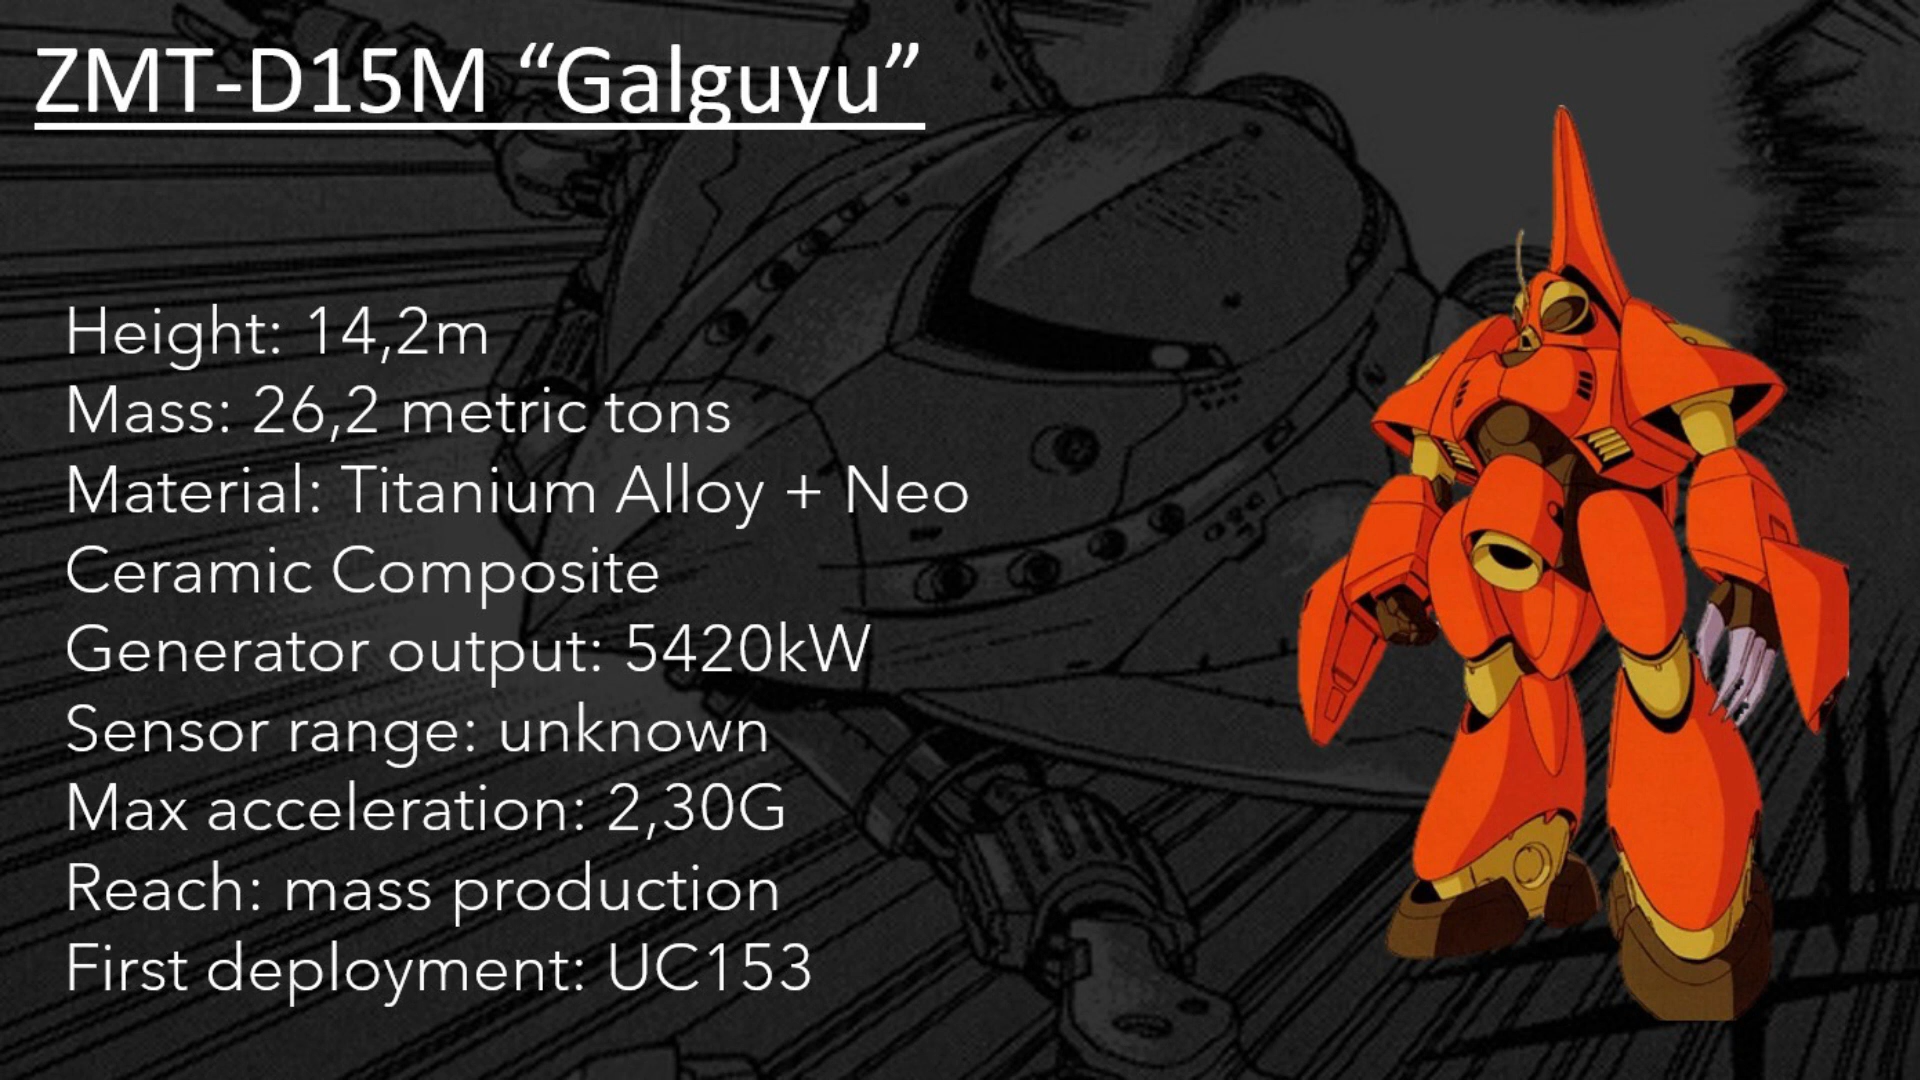 ZMT-D15M “Galguyu”
Height: 14,2m
Mass: 26,2 metric tons
Material: Titanium Alloy + Neo
Ceramic Composite
Generator output: 5420kW
Sensor range: unknown
Max acceleration: 2,30G
Reach: mass production
First deployment: UC153